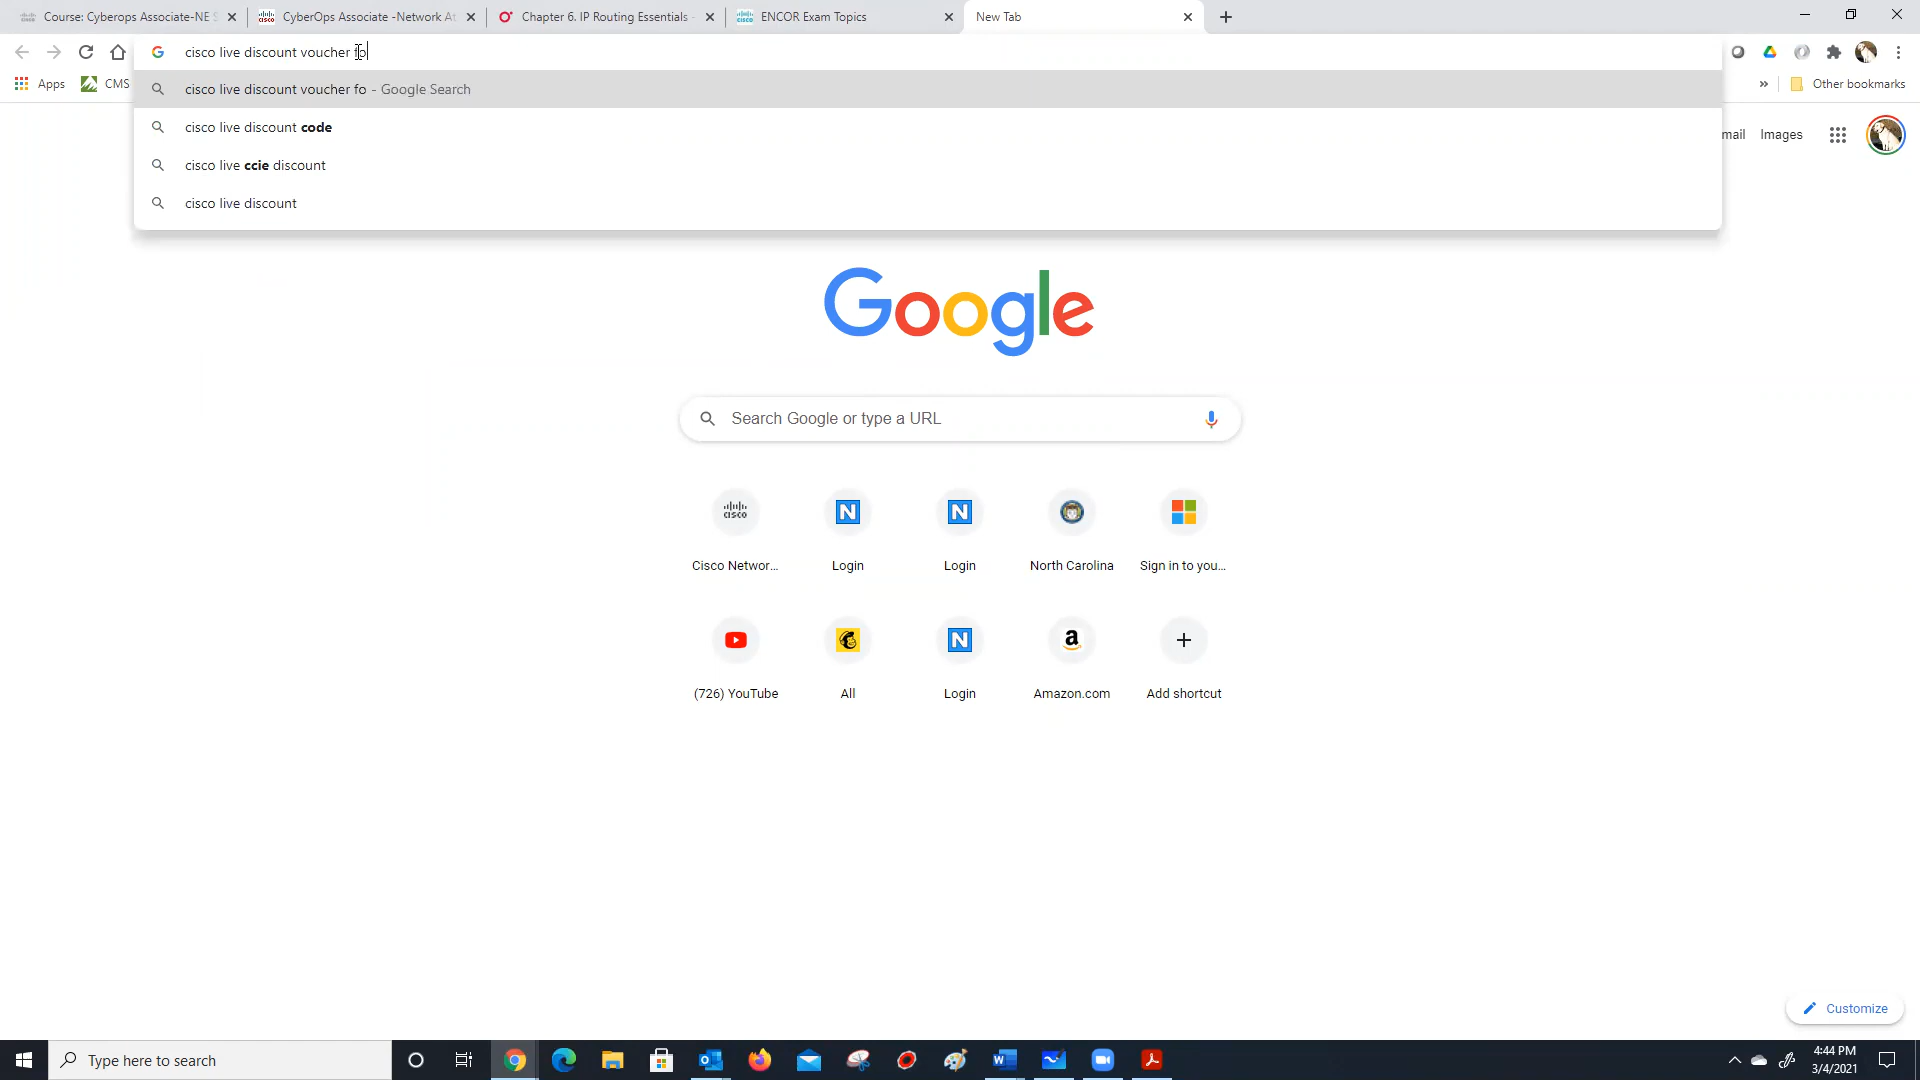 Course: Cyberops Associate-NE S
CyberOps Associate -Network At
Chapter 6. IP Routing Essentials -
ENCOR Exam Topics
New Tab
cisco live discount voucher fo
Apps
CMS
cisco live discount voucher fo - Google Search
Other bookmarks
cisco live discount code
mail
Images
cisco live ccie discount
cisco live discount
Google
Search Google or type a URL
Cisco Networ...
Login
Login
North Carolina
Sign in to you...
(726) YouTube
All
Login
Amazon.com
Add shortcut
Customize
Type here to search
4:44 PM
3/4/2021